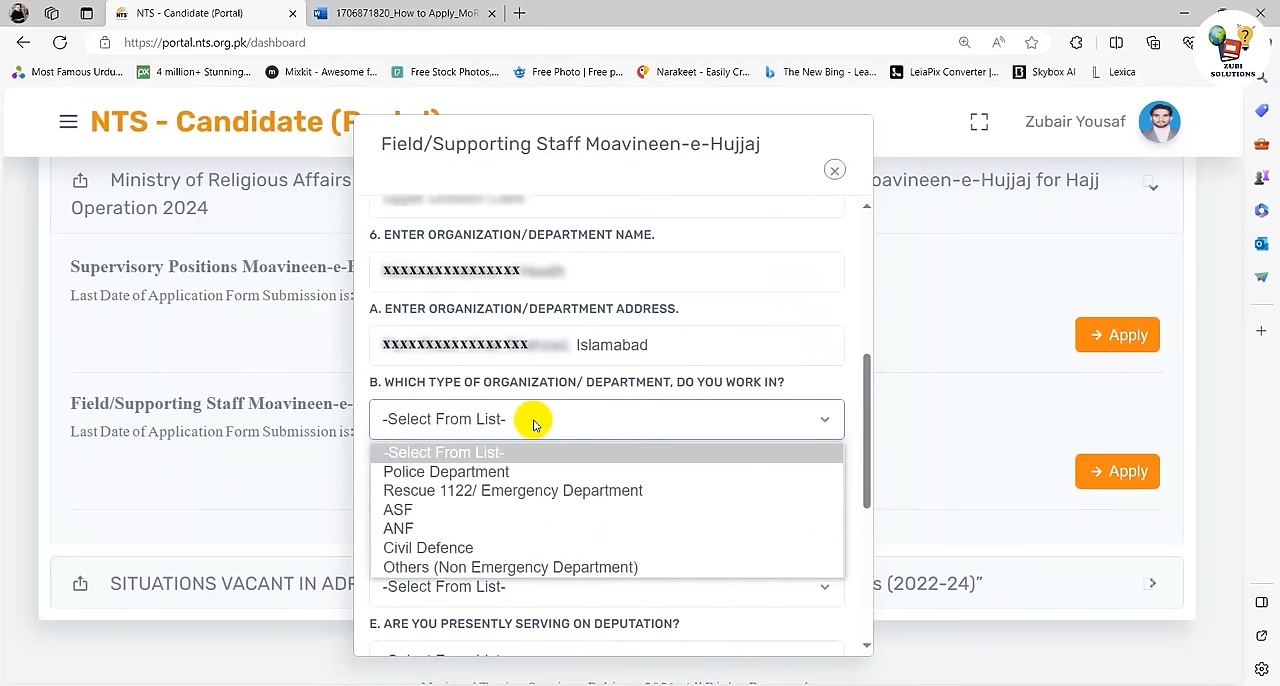 NTS - Candidate (Portal)
1706871820_How to Apply_MoR
https://portal.nts.org.pk/dashboard
ZUBI
SOLUTIONS
Most Famous Urdu...
4 million+ Stunning...
Mixkit - Awesome f...
Free Stock Photos,...
Free Photo | Free p...
Narakeet - Easily Cr...
The New Bing - Lea...
LeiaPix Converter |...
Skybox AI
Lexica
NTS - Candidate (P
Zubair Yousaf
Field/Supporting Staff Moavineen-e-Hujjaj
Ministry of Religious Affairs
oavineen-e-Hujjaj for Hajj
Operation 2024
6. ENTER ORGANIZATION/DEPARTMENT NAME.
Supervisory Positions Moavineen-e-H
xxxxxxxxxxxxxxxx
Last Date of Application Form Submission is:
A. ENTER ORGANIZATION/DEPARTMENT ADDRESS.
xxxxxxxxxxxxxxxxx Islamabad
Apply
B. WHICH TYPE OF ORGANIZATION/ DEPARTMENT, DO YOU WORK IN?
Field/Supporting Staff Moavineen-e-
-Select From List-
Last Date of Application Form Submission is:
-Select From List-
Police Department
Apply
Rescue 1122/ Emergency Department
ASF
ANF
Civil Defence
Others (Non Emergency Department)
SITUATIONS VACANT IN ADF
s (2022-24)”
-Select From List-
E. ARE YOU PRESENTLY SERVING ON DEPUTATION?